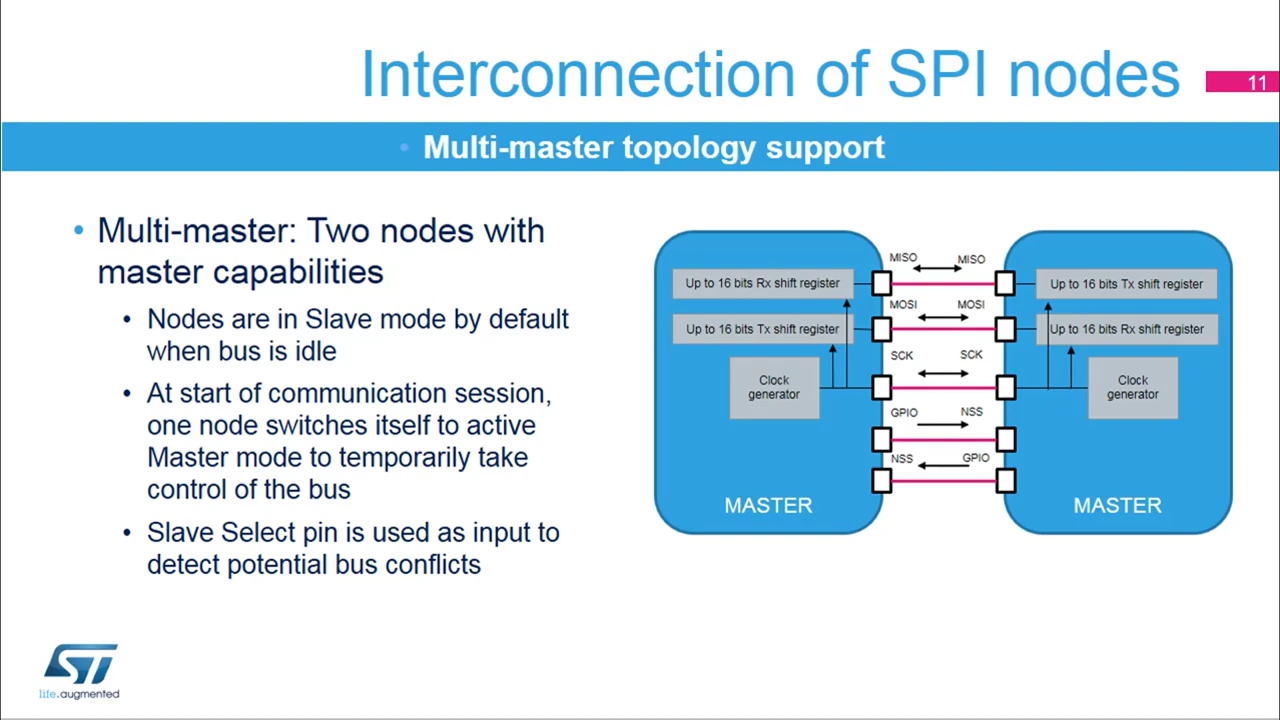 Interconnection of SPI nodes
11
• Multi-master topology support
• Multi-master: Two nodes with
master capabilities
• Nodes are in Slave mode by default
when bus is idle
• At start of communication session,
one node switches itself to active
Master mode to temporarily take
control of the bus
• Slave Select pin is used as input to
detect potential bus conflicts
MISO MISO
Up to 16 bits Rx shift register
Up to 16 bits Tx shift register
MOSI MOSI
Up to 16 bits Tx shift register
Up to 16 bits Rx shift register
SCK SCK
Clock
generator
Clock
generator
GPIO NSS
NSS GPIO
MASTER
MASTER
ST
life.augmented